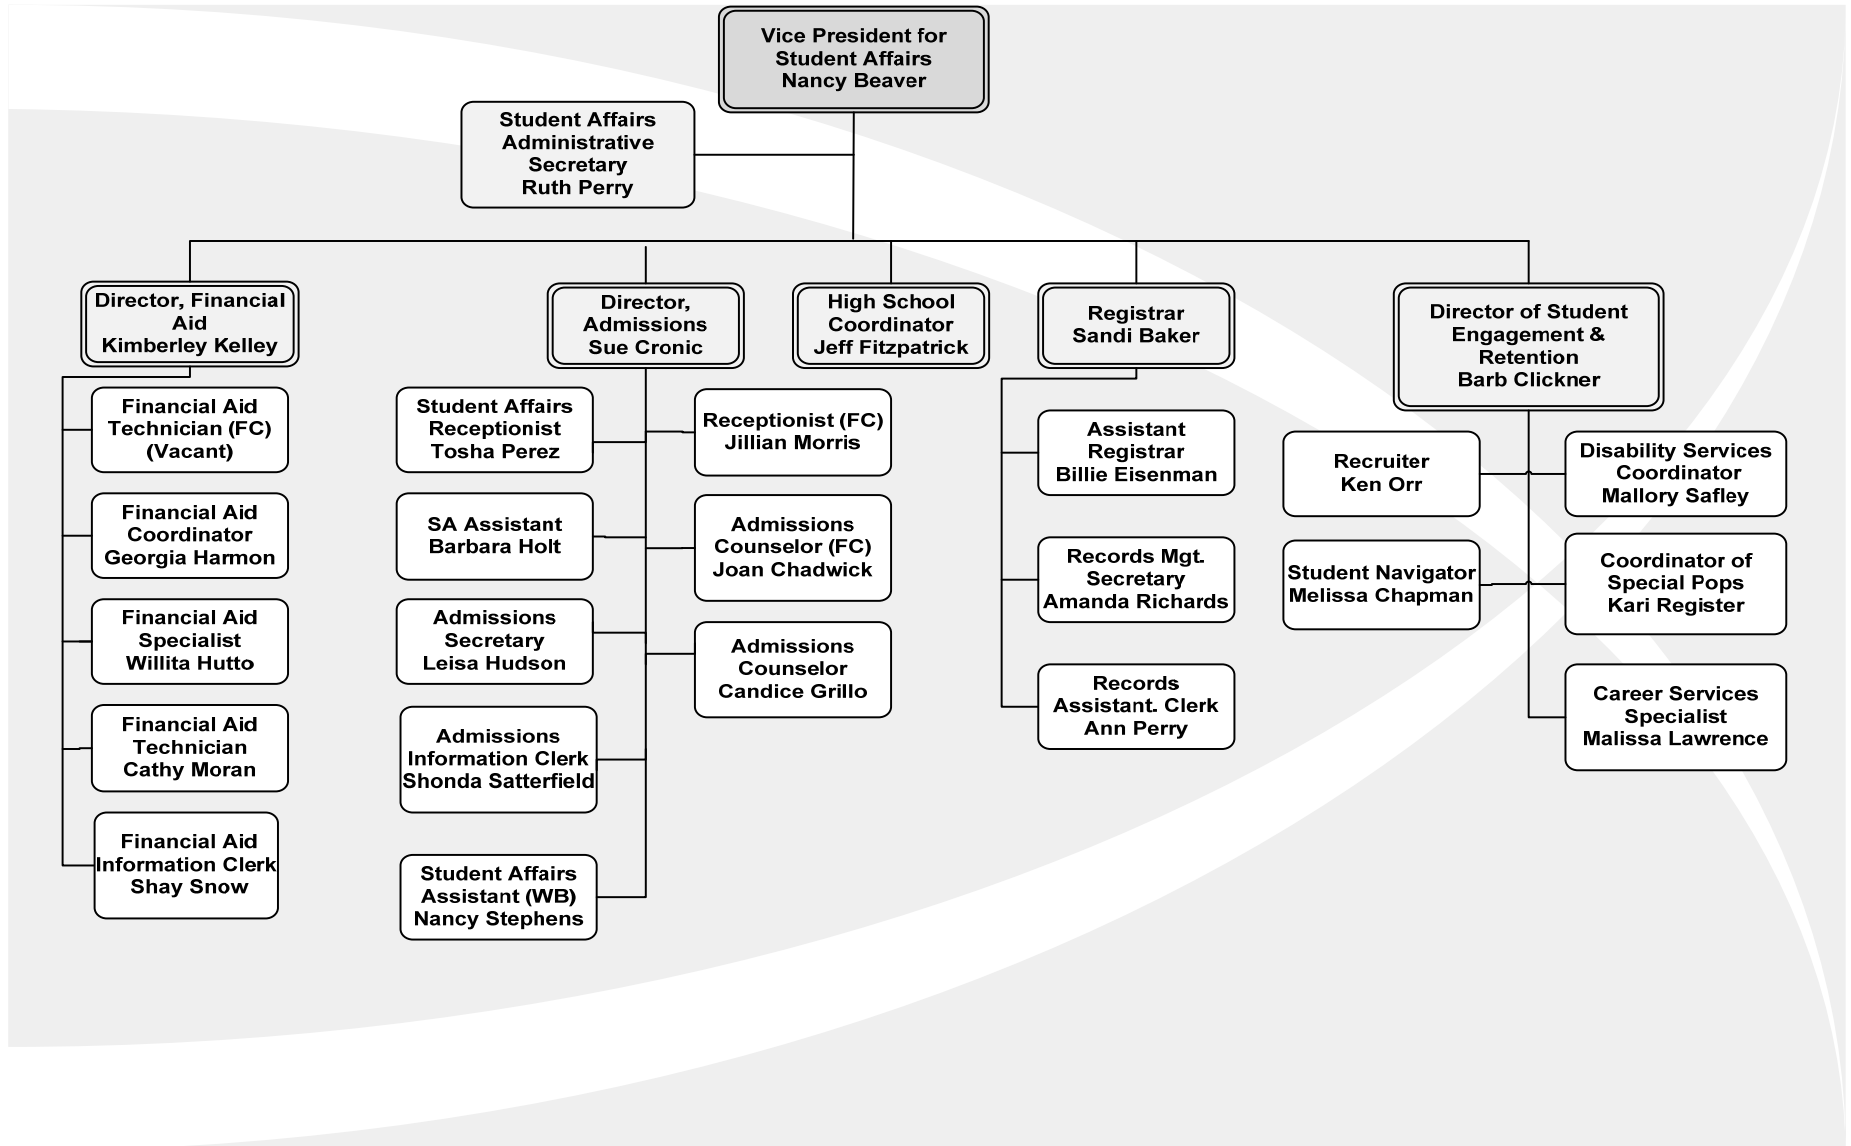 Vice President for
Student Affairs
Nancy Beaver
Student Affairs
Administrative
Secretary
Ruth Perry
Director, Financial
Aid
Kimberley Kelley
Financial Aid
Technician (FC)
(Vacant)
Financial Aid
Coordinator
Georgia Harmon
Financial Aid
Specialist
Willita Hutto
Financial Aid
Technician
Cathy Moran
Financial Aid
Information Clerk
Shay Snow
Director,
Admissions
Sue Cronic
Student Affairs
Receptionist
Tosha Perez
SA Assistant
Barbara Holt
Admissions
Secretary
Leisa Hudson
Admissions
Information Clerk
Shonda Satterfield
Student Affairs
Assistant (WB)
Nancy Stephens
Receptionist (FC)
Jillian Morris
Admissions
Counselor (FC)
Joan Chadwick
Admissions
Counselor
Candice Grillo
High School
Coordinator
Jeff Fitzpatrick
Registrar
Sandi Baker
Assistant
Registrar
Billie Eisenman
Records Mgt.
Secretary
Amanda Richards
Records
Assistant. Clerk
Ann Perry
Director of Student
Engagement &
Retention
Barb Clickner
Recruiter
Ken Orr
Student Navigator
Melissa Chapman
Disability Services
Coordinator
Mallory Safley
Coordinator of
Special Pops
Kari Register
Career Services
Specialist
Malissa Lawrence